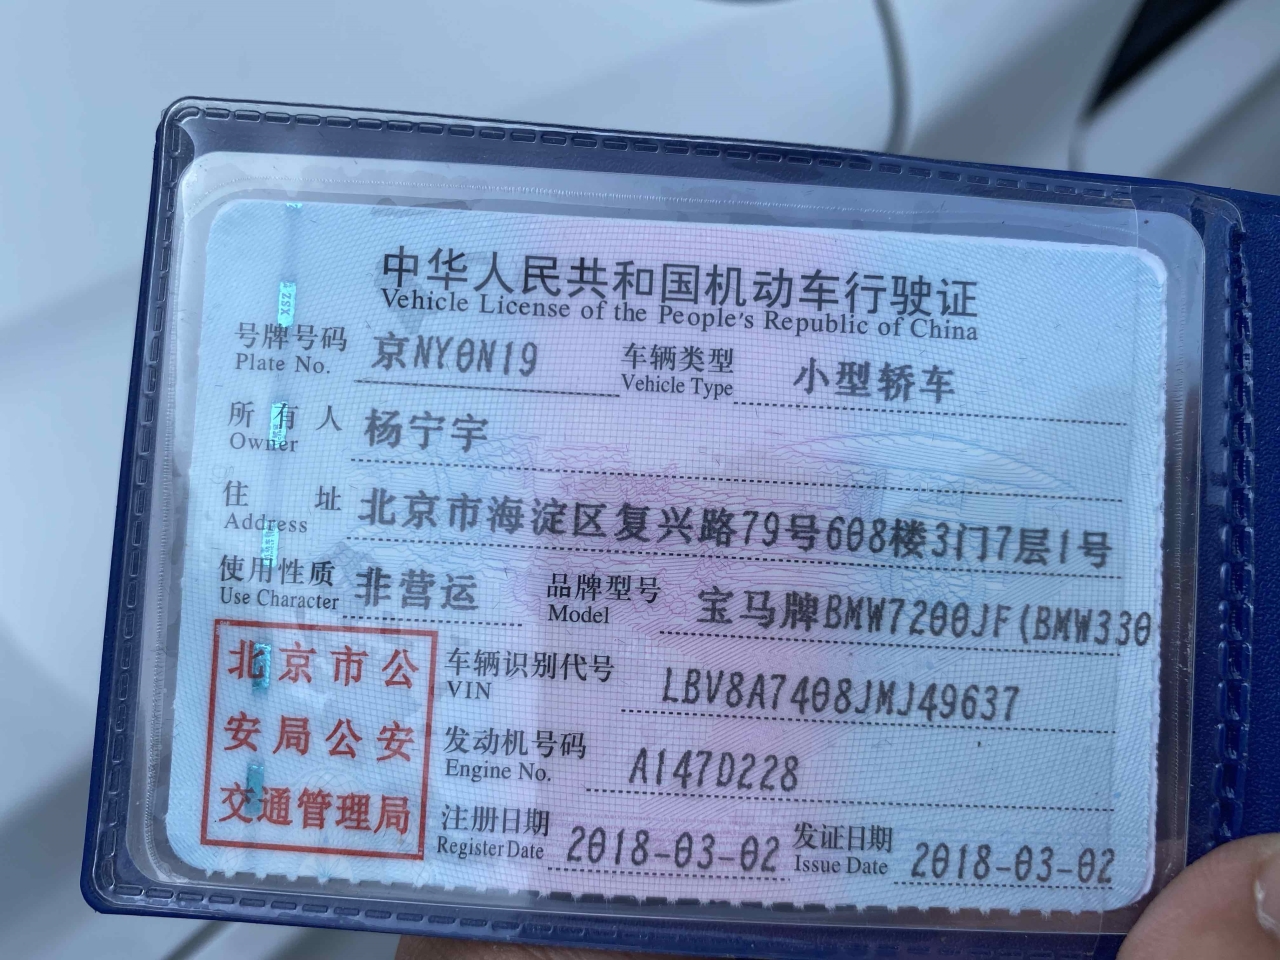 中华人民共和国机动车行驶证
Vehicle License of the People's Republic of China
号牌号码 京NY0N19 车辆类型 小型轿车
Plate No. Vehicle Type
所有人 杨宁宇
Owner
住址 北京市海淀区复兴路79号608楼3门7层1号
Address
使用性质 非营运 品牌型号 宝马牌BMW7200JF(BMW330
Use Character Model
北京市公
安局公安
交通管理局
车辆识别代号 LBV8A7408JMJ49637
VIN
发动机号码 A147D228
Engine No.
注册日期 2018-03-02 发证日期 2018-03-02
Register Date Issue Date
XSZ